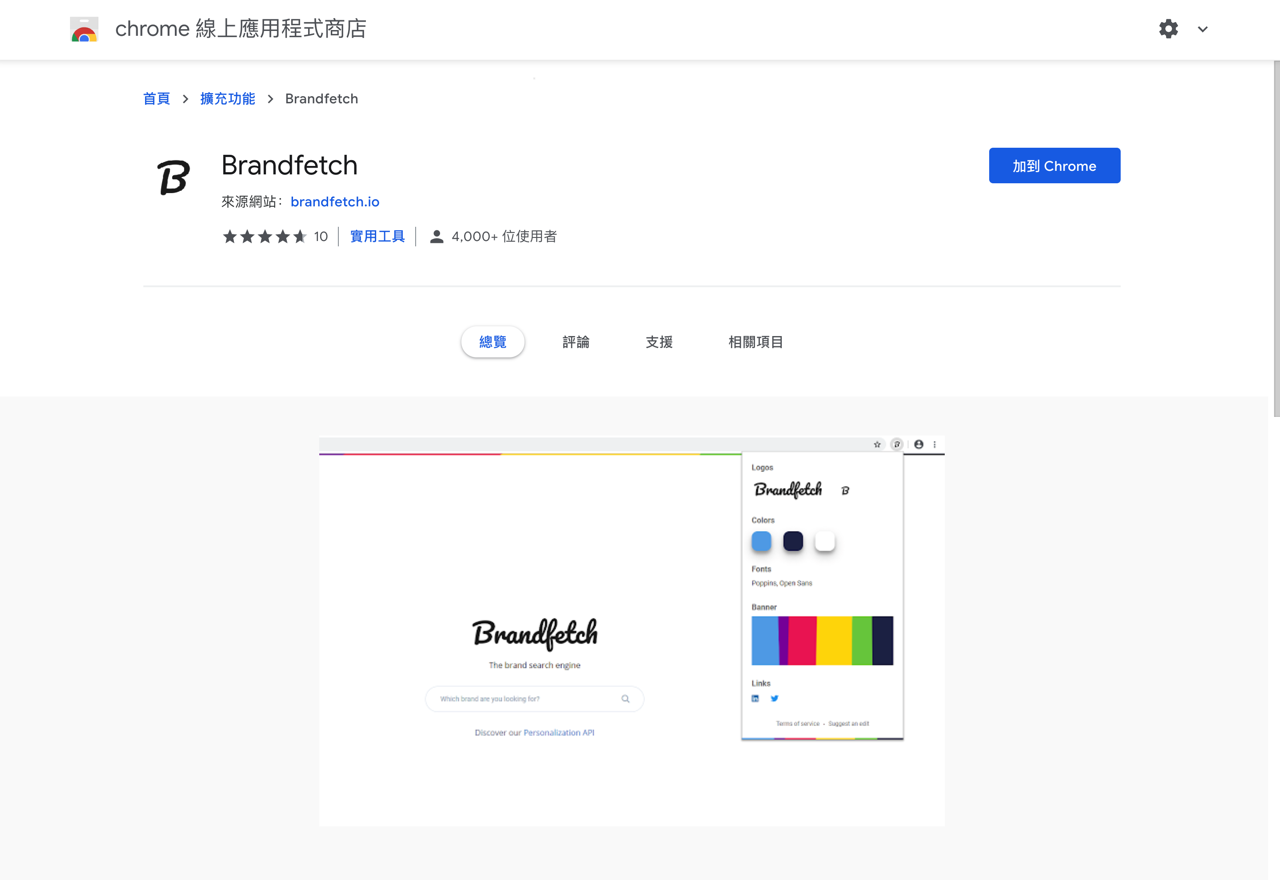 chrome 線上應用程式商店
首頁 > 擴充功能 > Brandfetch
Brandfetch
加到 Chrome
來源網站： brandfetch.io
10 實用工具 4,000+ 位使用者
總覽 評論 支援 相關項目
Logos
Brandfetch B
Colors
Fonts
Poppins, Open Sans
Banner
Links
Terms of service - Suggest an edit
Brandfetch
The brand search engine
Which brand are you looking for?
Discover our Personalization API